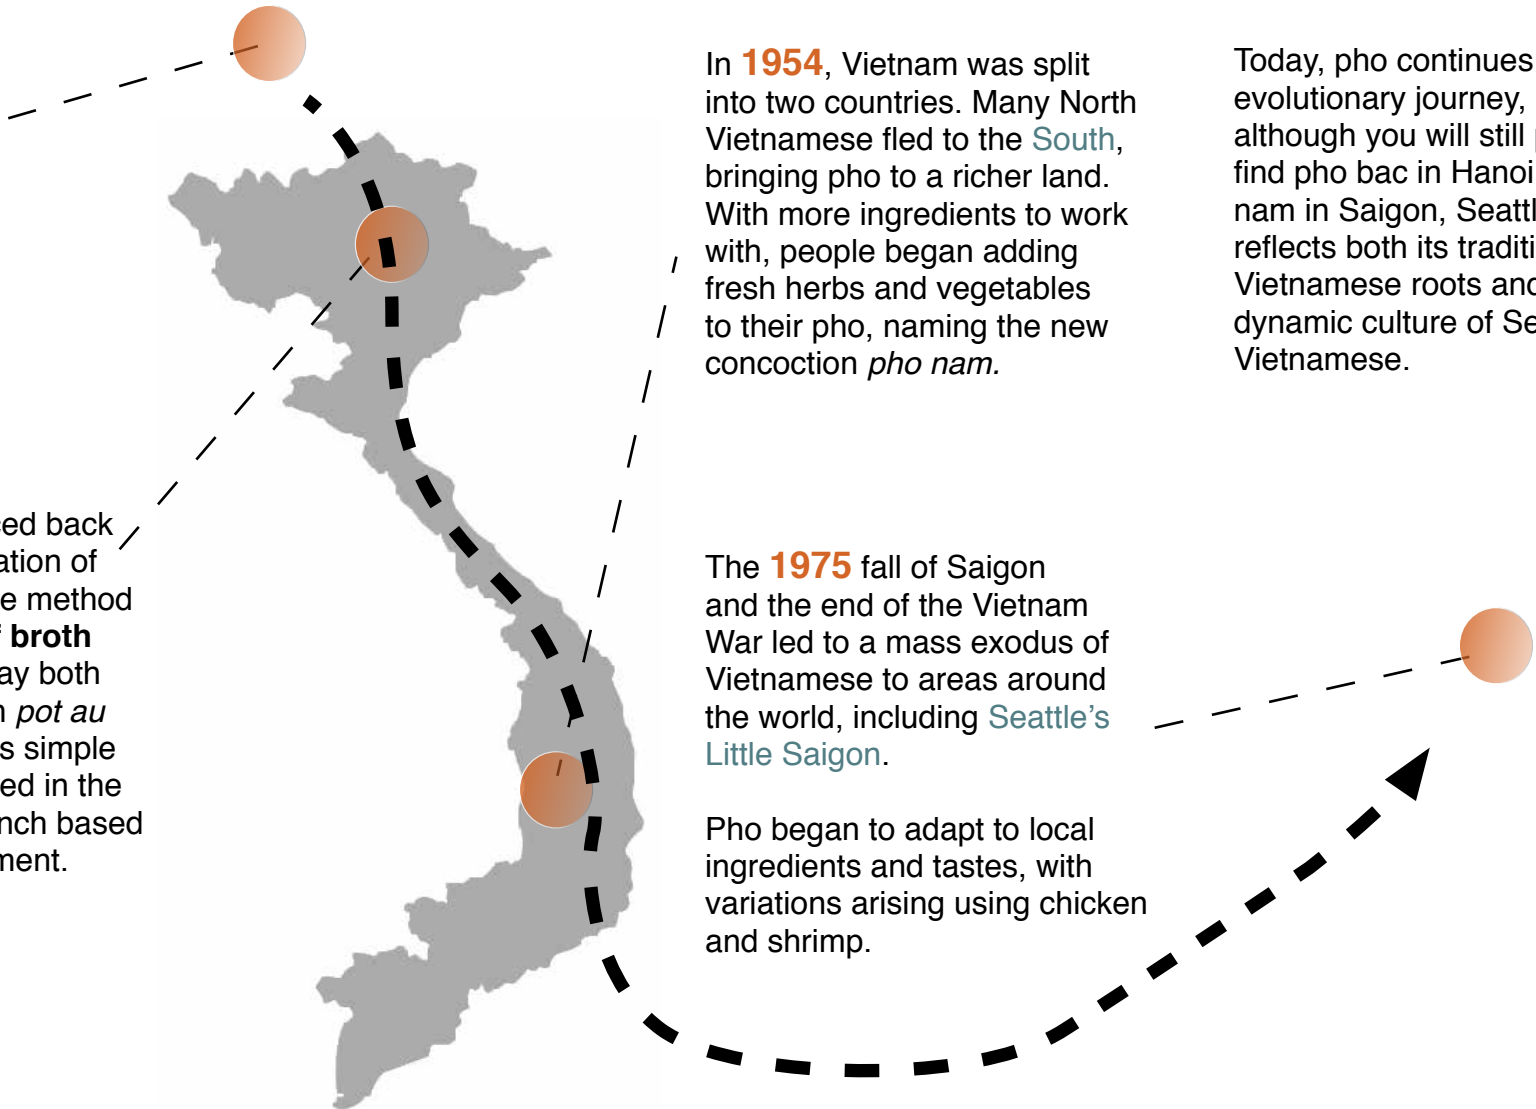 ced back
ation of
e method
broth
ay both
pot au
s simple
ed in the
nch based
ment.
In 1954, Vietnam was split
into two countries. Many North
Vietnamese fled to the South,
bringing pho to a richer land.
With more ingredients to work
with, people began adding
fresh herbs and vegetables
to their pho, naming the new
concoction pho nam.
The 1975 fall of Saigon
and the end of the Vietnam
War led to a mass exodus of
Vietnamese to areas around
the world, including Seattle’s
Little Saigon.
Pho began to adapt to local
ingredients and tastes, with
variations arising using chicken
and shrimp.
Today, pho continues
evolutionary journey,
although you will still
find pho bac in Hanoi
nam in Saigon, Seattl
reflects both its traditi
Vietnamese roots and
dynamic culture of Se
Vietnamese.